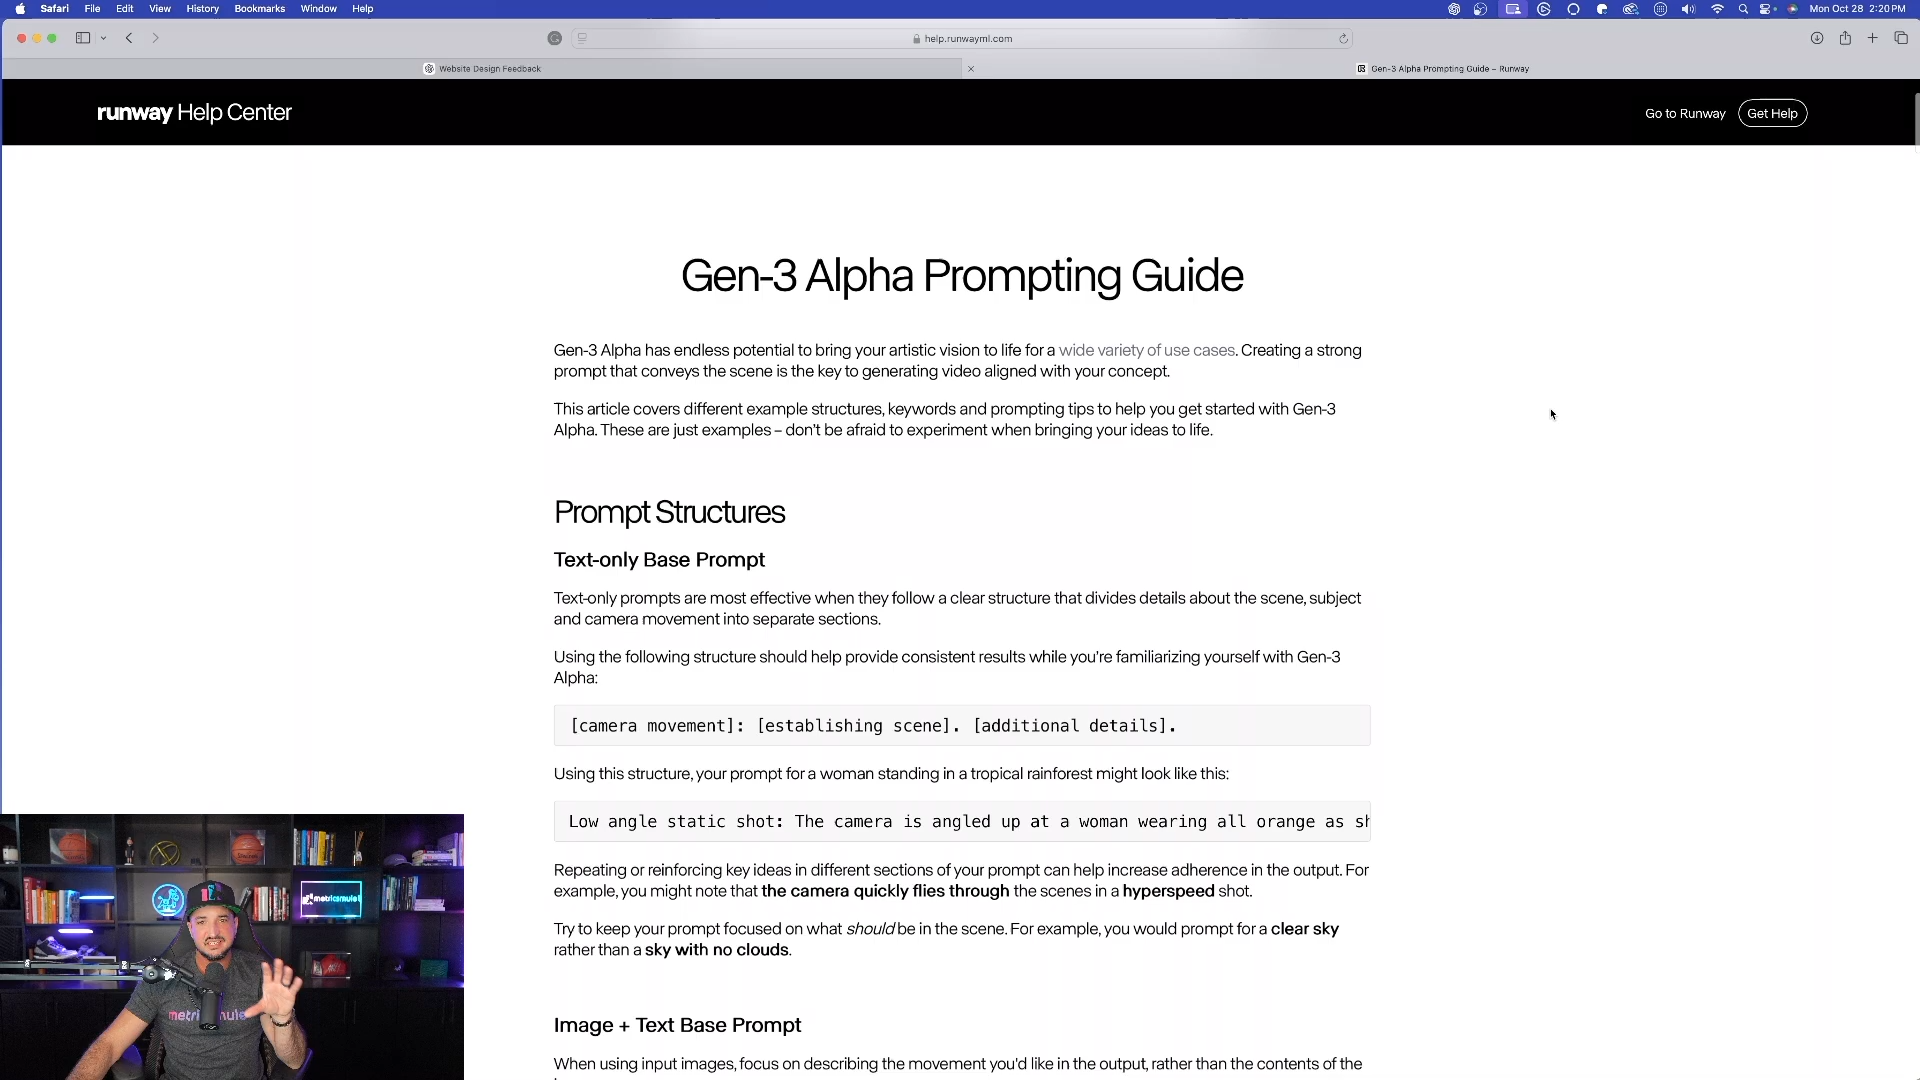 Safari File Edit View History Bookmarks Window Help Mon Oct 28 2:20 PM
help.runwayml.com
Website Design Feedback Gen-3 Alpha Prompting Guide – Runway
runway Help Center Go to Runway Get Help
Gen-3 Alpha Prompting Guide
Gen-3 Alpha has endless potential to bring your artistic vision to life for a wide variety of use cases. Creating a strong
prompt that conveys the scene is the key to generating video aligned with your concept.
This article covers different example structures, keywords and prompting tips to help you get started with Gen-3
Alpha. These are just examples – don't be afraid to experiment when bringing your ideas to life.
Prompt Structures
Text-only Base Prompt
Text-only prompts are most effective when they follow a clear structure that divides details about the scene, subject
and camera movement into separate sections.
Using the following structure should help provide consistent results while you're familiarizing yourself with Gen-3
Alpha:
[camera movement]: [establishing scene]. [additional details].
Using this structure, your prompt for a woman standing in a tropical rainforest might look like this:
Low angle static shot: The camera is angled up at a woman wearing all orange as sh
Repeating or reinforcing key ideas in different sections of your prompt can help increase adherence in the output. For
example, you might note that the camera quickly flies through the scenes in a hyperspeed shot.
Try to keep your prompt focused on what should be in the scene. For example, you would prompt for a clear sky
rather than a sky with no clouds.
Image + Text Base Prompt
When using input images, focus on describing the movement you'd like in the output, rather than the contents of the
metricsmule
metri mule